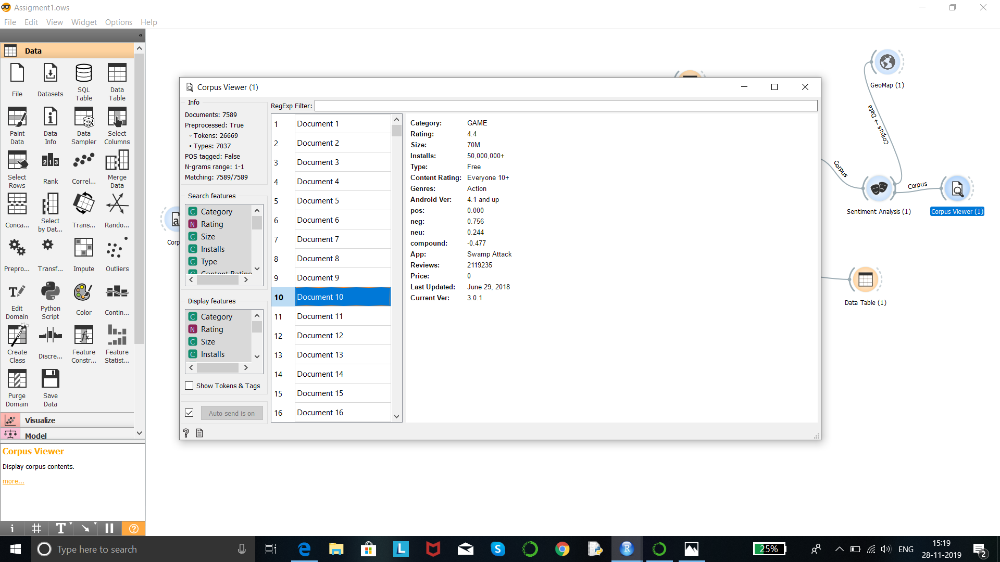 Assigment1.ows
File Edit View Widget Options Help
«
Data
File Datasets SQL Table Data Table
Paint Data Data Info Data Sampler Select Columns
Select Rows Rank Correl... Merge Data
Conca... Select by Dat... Trans... Rando...
Prepro... Transf... Impute Outliers
Edit Domain Python Script Color Contin...
Create Class Discre... Feature Constr... Feature Statist...
Purge Domain Save Data
Visualize
Model
Corpus Viewer
Display corpus contents.
more...
Corp
Corpus Viewer (1)
Info
Documents: 7589
Preprocessed: True
◦ Tokens: 26669
◦ Types: 7037
POS tagged: False
N-grams range: 1-1
Matching: 7589/7589
Search features
C Category
N Rating
C Size
C Installs
C Type
C Content Rating
Display features
C Category
N Rating
C Size
C Installs
Show Tokens & Tags
Auto send is on
RegExp Filter:
1 Document 1
2 Document 2
3 Document 3
4 Document 4
5 Document 5
6 Document 6
7 Document 7
8 Document 8
9 Document 9
10 Document 10
11 Document 11
12 Document 12
13 Document 13
14 Document 14
15 Document 15
16 Document 16
Category: GAME
Rating: 4.4
Size: 70M
Installs: 50,000,000+
Type: Free
Content Rating: Everyone 10+
Genres: Action
Android Ver: 4.1 and up
pos: 0.000
neg: 0.756
neu: 0.244
compound: -0.477
App: Swamp Attack
Reviews: 2119235
Price: 0
Last Updated: June 29, 2018
Current Ver: 3.0.1
GeoMap (1)
Corpus → Data
Corpus
Corpus
Sentiment Analysis (1)
Corpus Viewer (1)
Data Table (1)
Type here to search
25%
ENG
15:19
28-11-2019
2